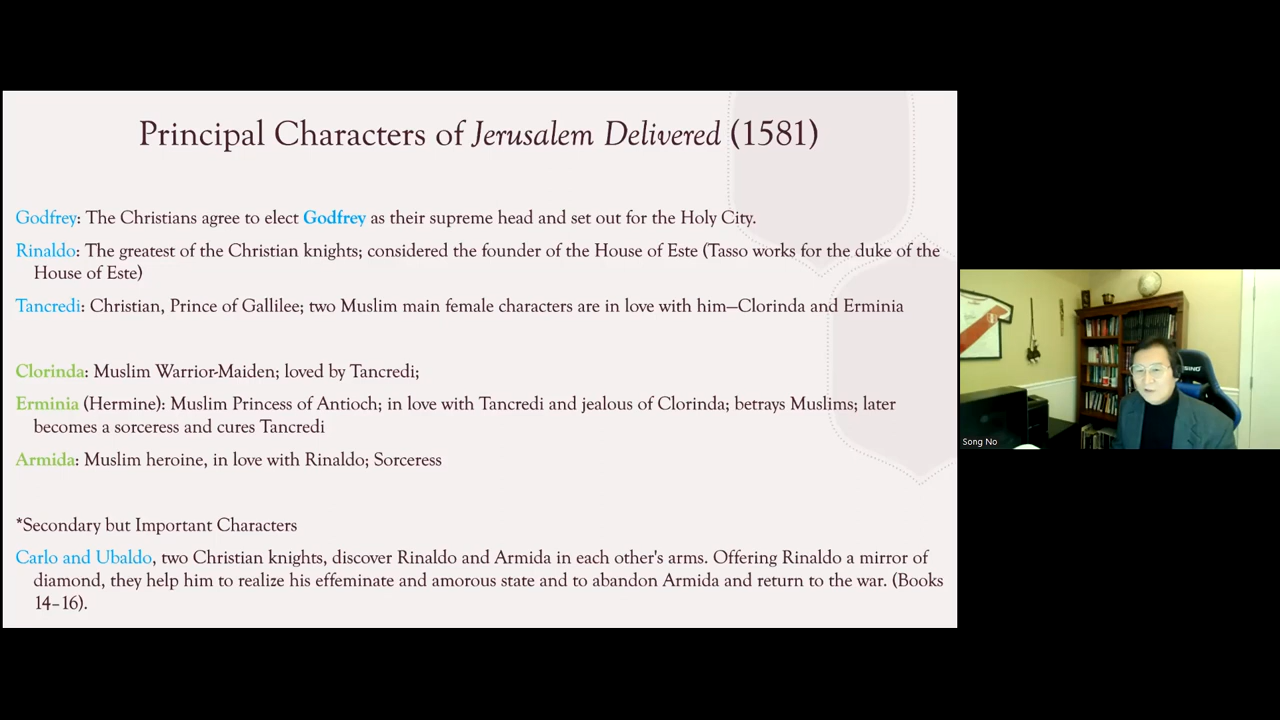 Principal Characters of Jerusalem Delivered (1581)
Godfrey: The Christians agree to elect Godfrey as their supreme head and set out for the Holy City.
Rinaldo: The greatest of the Christian knights; considered the founder of the House of Este (Tasso works for the duke of the
House of Este)
Tancredi: Christian, Prince of Gallilee; two Muslim main female characters are in love with him—Clorinda and Erminia
Clorinda: Muslim Warrior-Maiden; loved by Tancredi;
Erminia (Hermine): Muslim Princess of Antioch; in love with Tancredi and jealous of Clorinda; betrays Muslims; later
becomes a sorceress and cures Tancredi
Armida: Muslim heroine, in love with Rinaldo; Sorceress
*Secondary but Important Characters
Carlo and Ubaldo, two Christian knights, discover Rinaldo and Armida in each other's arms. Offering Rinaldo a mirror of
diamond, they help him to realize his effeminate and amorous state and to abandon Armida and return to the war. (Books
14–16).
Song No